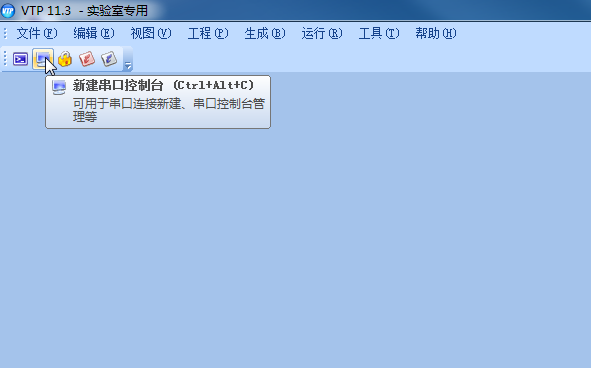 VTP VTP 11.3 - 实验室专用
文件(F) 编辑(E) 视图(V) 工程(P) 生成(B) 运行(R) 工具(T) 帮助(H)
新建串口控制台 (Ctrl+Alt+C)
可用于串口连接新建、串口控制台管
理等